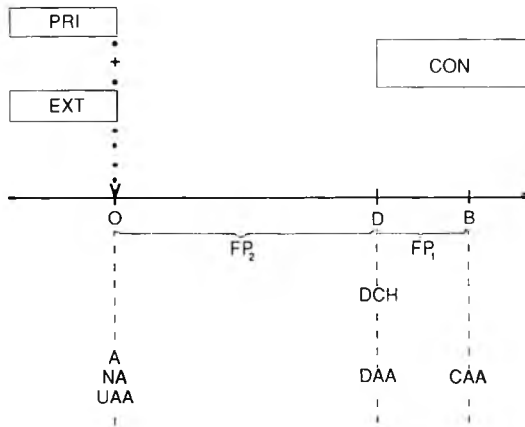 PRI
+
CON
EXT
O D B
FP₂ FP₁
DCH
A
NA
UAA DAA CAA